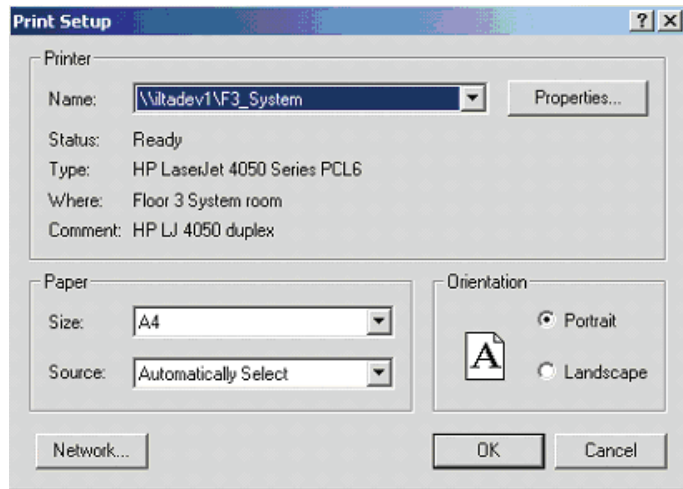 Print Setup
Printer
Name: \\iltadev1\F3_System Properties...
Status: Ready
Type: HP LaserJet 4050 Series PCL6
Where: Floor 3 System room
Comment: HP LJ 4050 duplex
Paper
Size: A4
Source: Automatically Select
Orientation
A
Portrait
Landscape
Network... OK Cancel